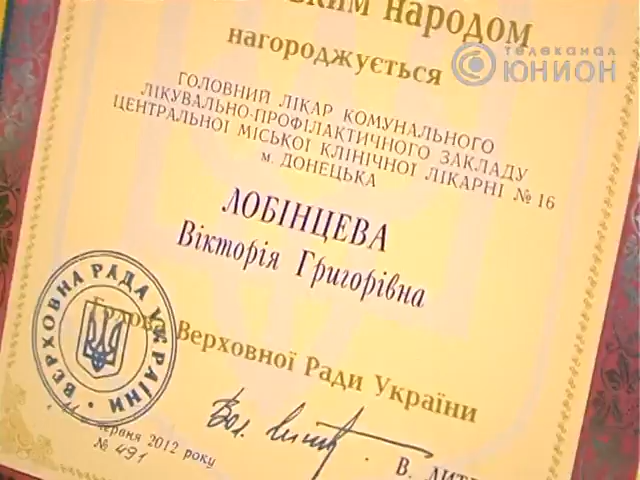 народом
нагороджується
ТЕЛЕКАНАЛ
ЮНИОН
ГОЛОВНИЙ ЛІКАР КОМУНАЛЬНОГО
ЛІКУВАЛЬНО-ПРОФІЛАКТИЧНОГО ЗАКЛАДУ
ЦЕНТРАЛЬНОЇ МІСЬКОЇ КЛІНІЧНОЇ ЛІКАРНІ № 16
м. ДОНЕЦЬКА
ЛОБІНЦЕВА
Вікторія Григорівна
ВЕРХОВНА РАДА УКРАЇНИ
Голова Верховної Ради України
2012 року
№ 491
В.